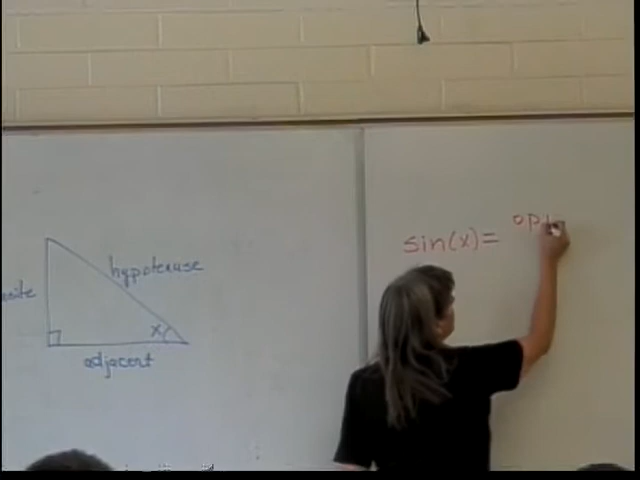 hypotenuse
x
adjacent
sin(x)=